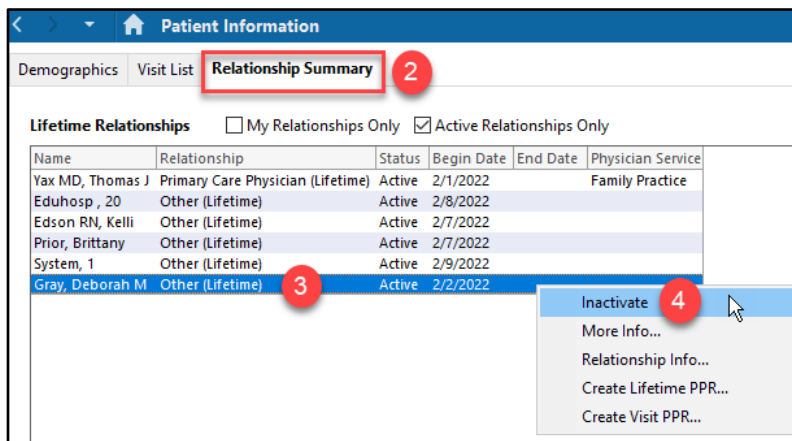 Patient Information
Demographics Visit List Relationship Summary 2
Lifetime Relationships My Relationships Only Active Relationships Only
Name Relationship Status Begin Date End Date Physician Service
Yax MD, Thomas J Primary Care Physician (Lifetime) Active 2/1/2022 Family Practice
Eduhosp , 20 Other (Lifetime) Active 2/8/2022
Edson RN, Kelli Other (Lifetime) Active 2/7/2022
Prior, Brittany Other (Lifetime) Active 2/7/2022
System, 1 Other (Lifetime) Active 2/9/2022
Gray, Deborah M Other (Lifetime) 3 Active 2/2/2022
Inactivate 4
More Info...
Relationship Info...
Create Lifetime PPR...
Create Visit PPR...